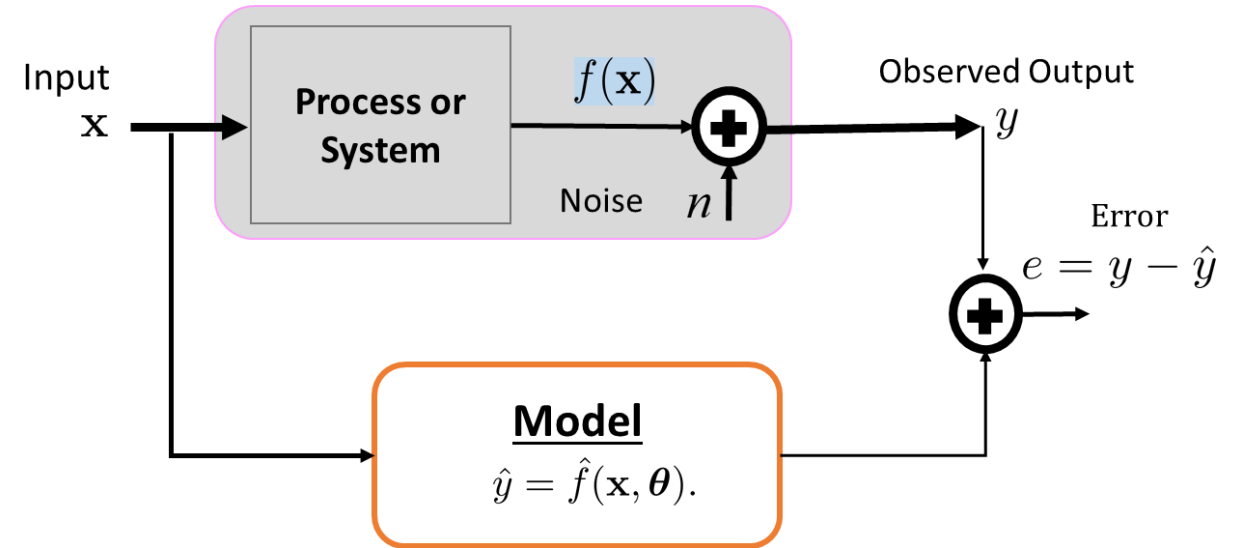 Input
𝐱
Process or
System
f(𝐱)
Noise
n
Observed Output
y
Error
e = y − ŷ
Model
ŷ = f̂(𝐱, 𝜽).